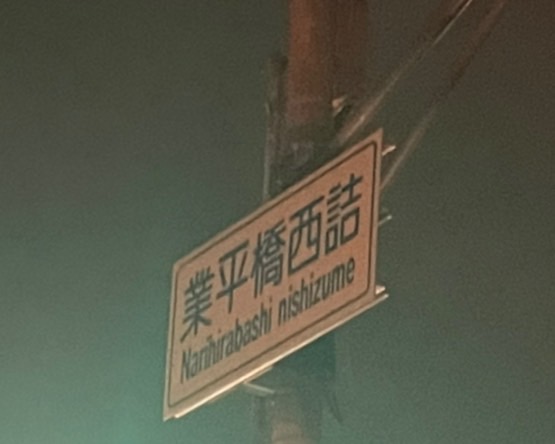 業平橋西詰
Narihirabashi nishizume